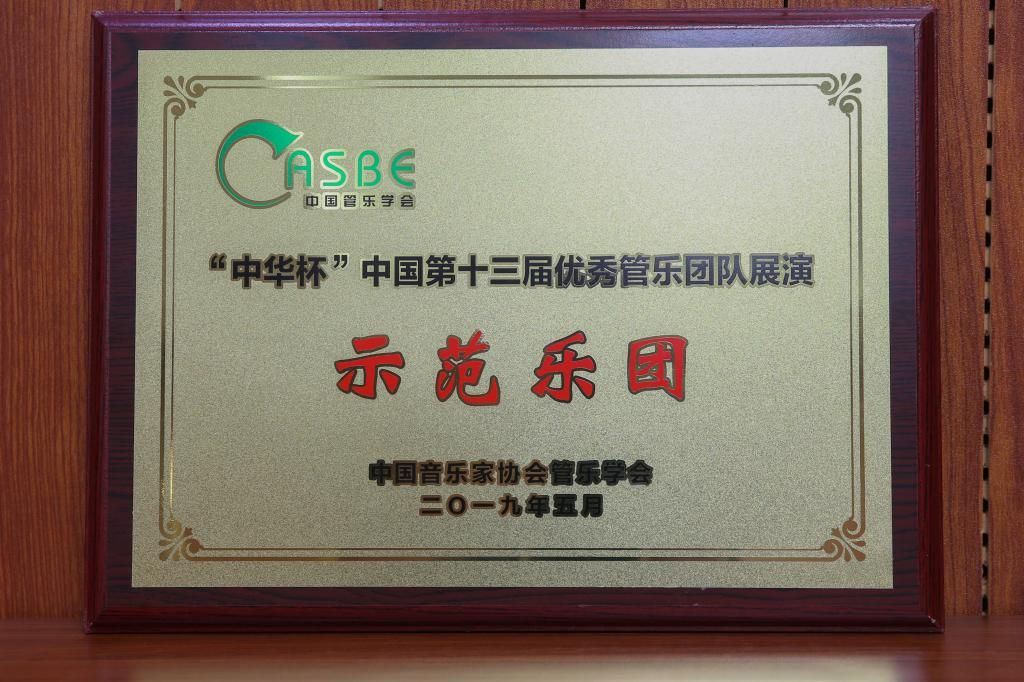 CASBE
中国管乐学会
“中华杯”中国第十三届优秀管乐团队展演
示范乐团
中国音乐家协会管乐学会
二〇一九年五月